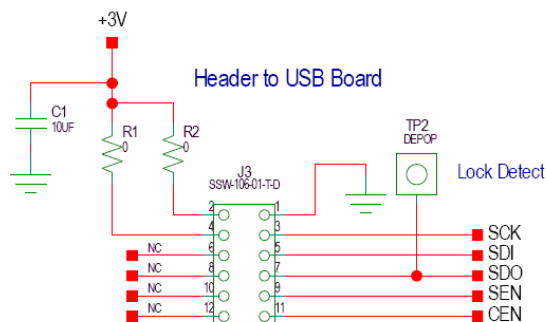 +3V
Header to USB Board
C1
10UF
R1
0
R2
0
TP2
DEPOP
Lock Detect
J3
SSW-106-01-T-D
2 1
4 3 SCK
NC 6 5 SDI
NC 8 7 SDO
NC 10 9 SEN
NC 12 11 CEN